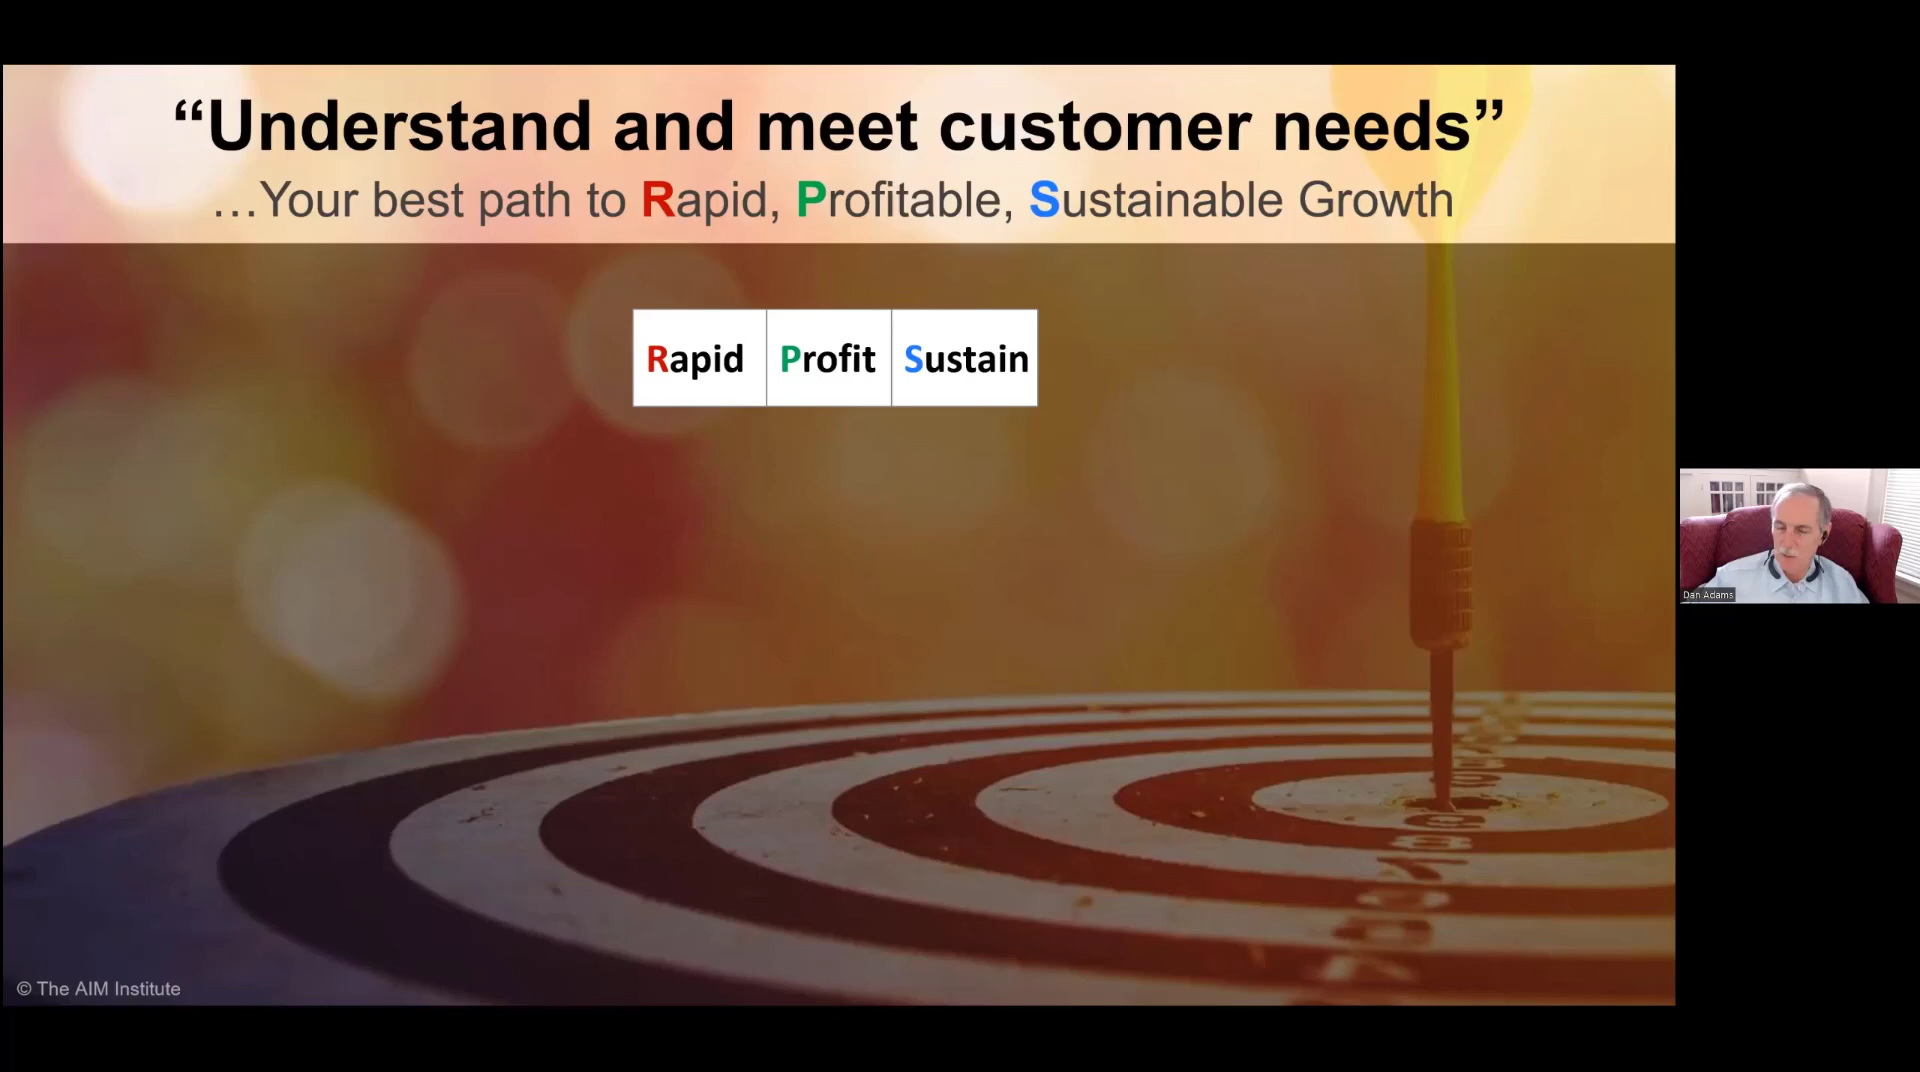 “Understand and meet customer needs”
…Your best path to Rapid, Profitable, Sustainable Growth
Rapid Profit Sustain
Dan Adams
© The AIM Institute